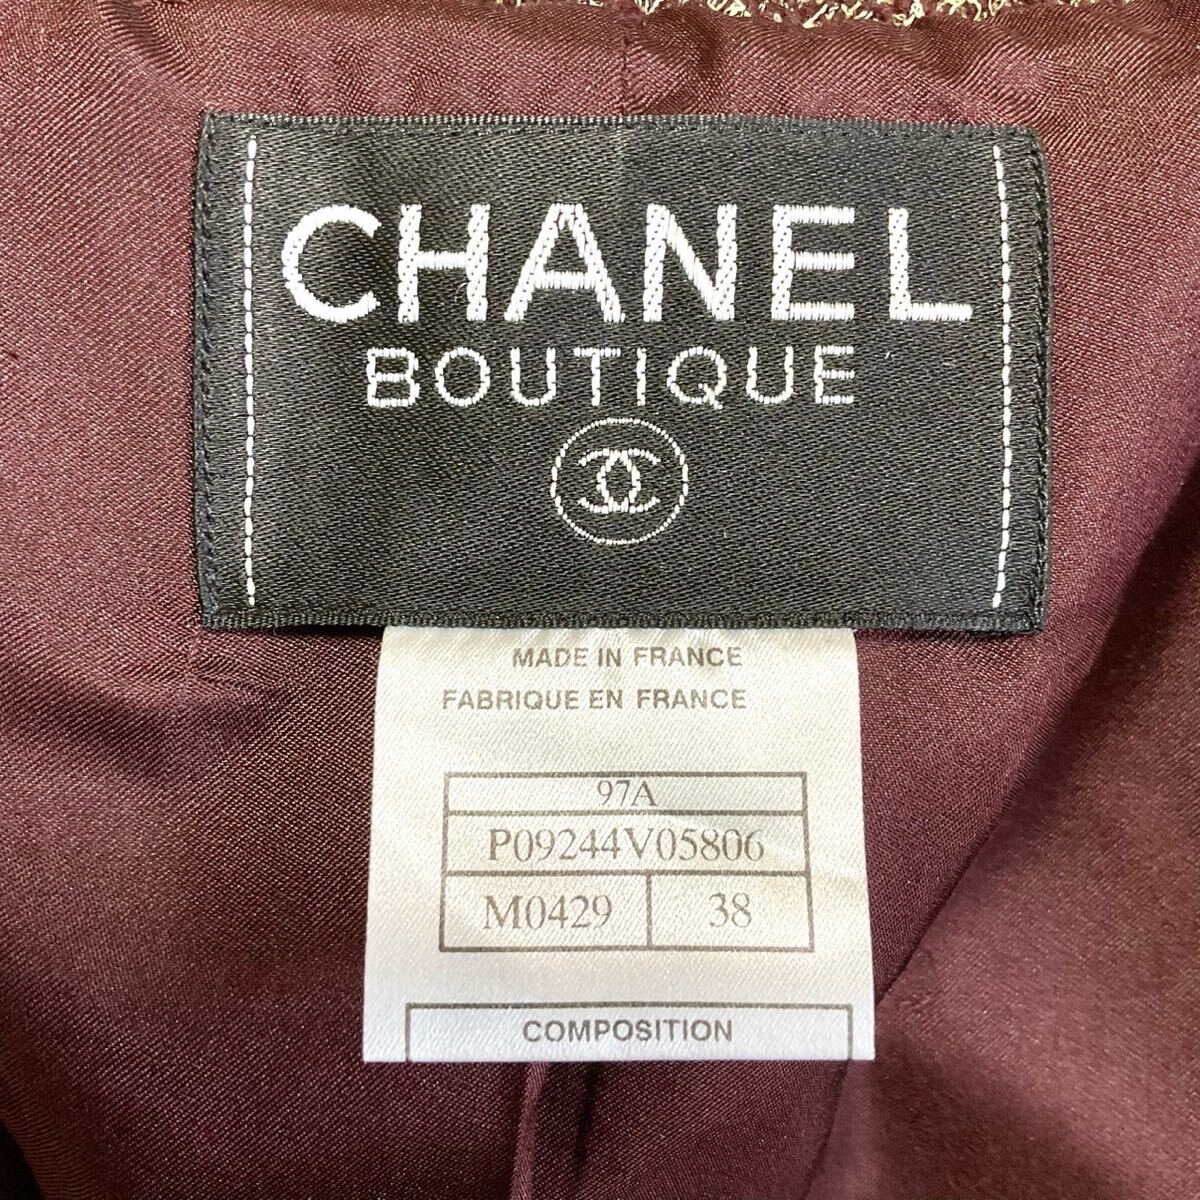 CHANEL
BOUTIQUE
MADE IN FRANCE
FABRIQUE EN FRANCE
97A
P09244V05806
M0429 38
COMPOSITION